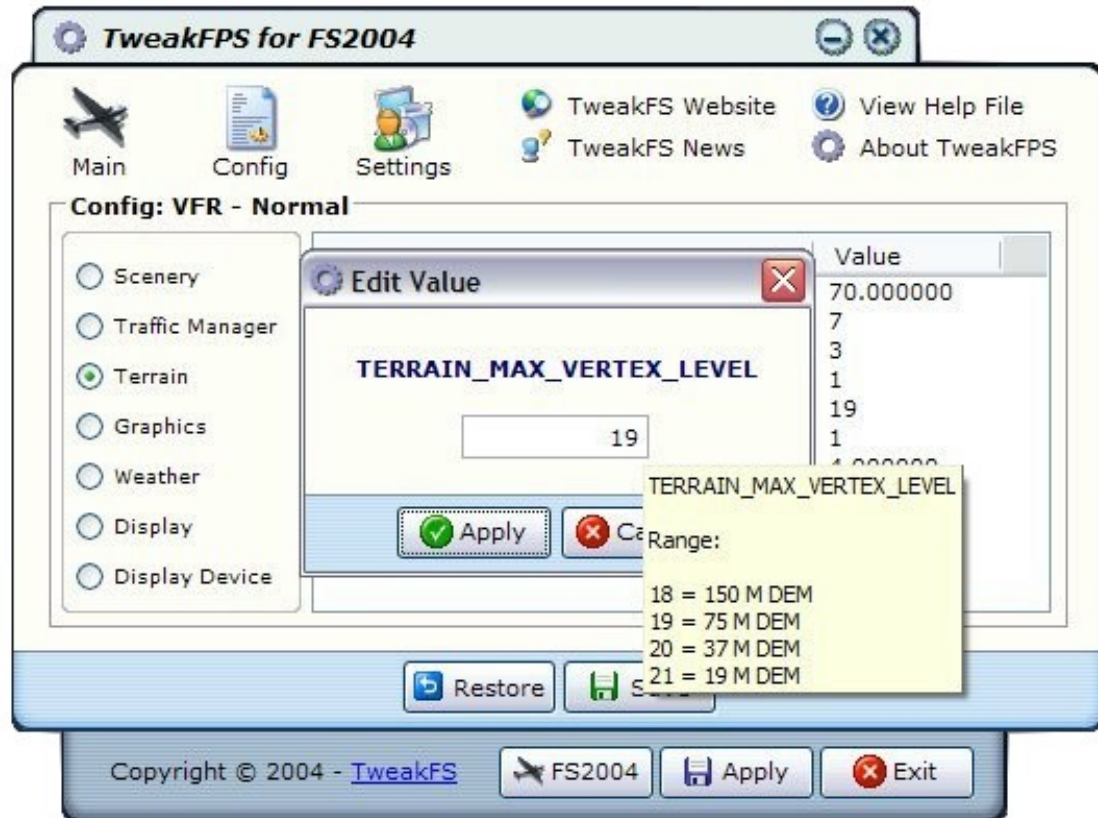 TweakFPS for FS2004
Main
Config
Settings
TweakFS Website
TweakFS News
View Help File
About TweakFPS
Config: VFR - Normal
Scenery
Traffic Manager
Terrain
Graphics
Weather
Display
Display Device
Edit Value
TERRAIN_MAX_VERTEX_LEVEL
19
Apply
Value
70.000000
7
3
1
19
1
TERRAIN_MAX_VERTEX_LEVEL
Range:
18 = 150 M DEM
19 = 75 M DEM
20 = 37 M DEM
21 = 19 M DEM
Restore
Copyright © 2004 - TweakFS
FS2004
Apply
Exit